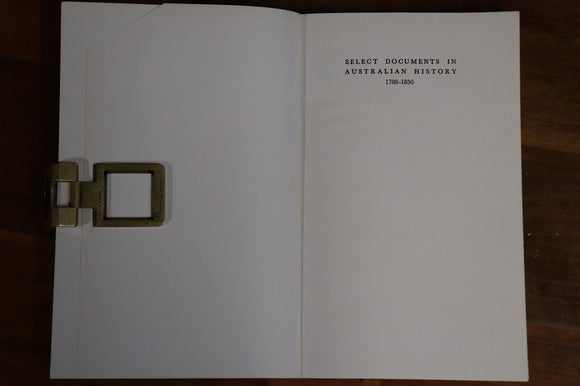 SELECT DOCUMENTS IN
AUSTRALIAN HISTORY
1788-1850